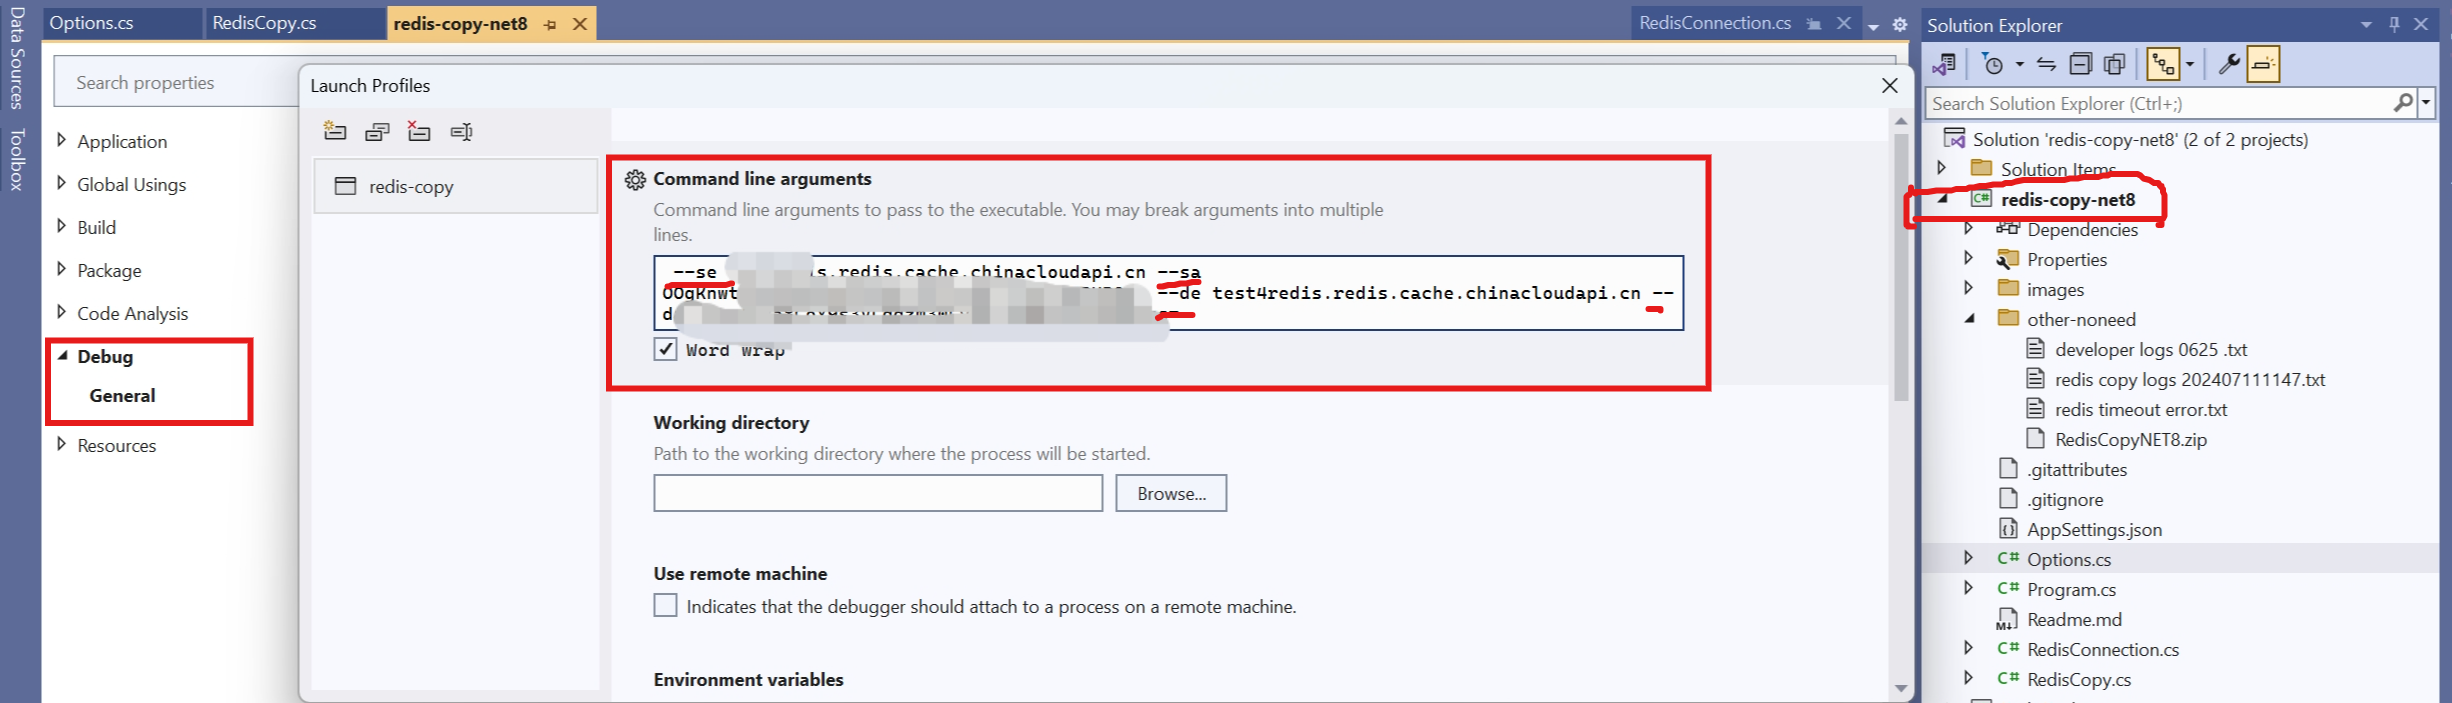 Data Sources
Toolbox
Options.cs
RedisCopy.cs
redis-copy-net8
RedisConnection.cs
Search properties
Application
Global Usings
Build
Package
Code Analysis
Debug
General
Resources
Launch Profiles
redis-copy
Command line arguments
Command line arguments to pass to the executable. You may break arguments into multiple
lines.
--se s.redis.cache.chinacloudapi.cn --sa
--de test4redis.redis.cache.chinacloudapi.cn --
d
Word wrap
Working directory
Path to the working directory where the process will be started.
Browse...
Use remote machine
Indicates that the debugger should attach to a process on a remote machine.
Environment variables
Solution Explorer
Search Solution Explorer (Ctrl+;)
Solution 'redis-copy-net8' (2 of 2 projects)
Solution Items
redis-copy-net8
Dependencies
Properties
images
other-noneed
developer logs 0625 .txt
redis copy logs 202407111147.txt
redis timeout error.txt
RedisCopyNET8.zip
.gitattributes
.gitignore
AppSettings.json
Options.cs
Program.cs
Readme.md
RedisConnection.cs
RedisCopy.cs